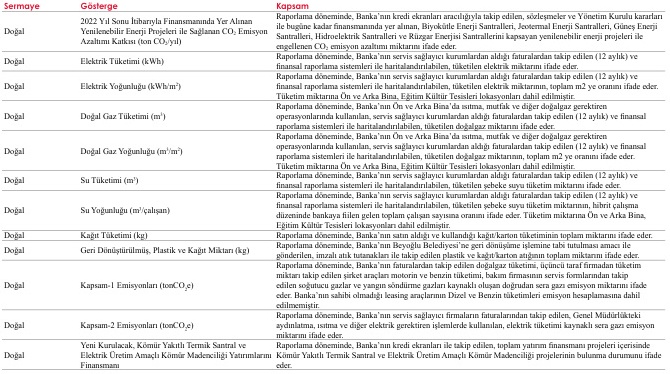 Sermaye Gösterge Kapsam
Doğal
2022 Yıl Sonu İtibarıyla Finansmanında Yer Alınan
Yenilenebilir Enerji Projeleri ile Sağlanan CO₂ Emisyon
Azaltımı Katkısı (ton CO₂/yıl)
Raporlama döneminde, Banka’nın kredi ekranları aracılığıyla takip edilen, sözleşmeler ve Yönetim Kurulu kararları
ile bugüne kadar finansmanında yer alınan, Biyokütle Enerji Santralleri, Jeotermal Enerji Santralleri, Güneş Enerji
Santralleri, Hidroelektrik Santralleri ve Rüzgar Enerjisi Santrallerini kapsayan yenilenebilir enerji projeleri ile
engellenen CO₂ emisyon azaltımı miktarını ifade eder.
Doğal
Elektrik Tüketimi (kWh)
Raporlama döneminde, Banka’nın servis sağlayıcı kurumlardan aldığı faturalardan takip edilen (12 aylık) ve
finansal raporlama sistemleri ile haritalandırılabilen, tüketilen elektrik miktarını ifade eder.
Doğal
Elektrik Yoğunluğu (kWh/m²)
Raporlama döneminde, Banka’nın servis sağlayıcı kurumlardan aldığı faturalardan takip edilen (12 aylık) ve
finansal raporlama sistemleri ile haritalandırılabilen, tüketilen elektrik miktarının, toplam m2 ye oranını ifade eder.
Tüketim miktarına Ön ve Arka Bina, Eğitim Kültür Tesisleri lokasyonları dahil edilmiştir.
Doğal
Doğal Gaz Tüketimi (m³)
Raporlama döneminde, Banka’nın Ön ve Arka Bina’da ısıtma, mutfak ve diğer doğalgaz gerektiren
operasyonlarında kullanılan, servis sağlayıcı kurumlardan aldığı faturalardan takip edilen (12 aylık) ve finansal
raporlama sistemleri ile haritalandırılabilen, tüketilen doğalgaz miktarını ifade eder.
Doğal
Doğal Gaz Yoğunluğu (m³/m²)
Raporlama döneminde, Banka’nın Ön ve Arka Bina’da ısıtma, mutfak ve diğer doğalgaz gerektiren
operasyonlarında kullanılan, servis sağlayıcı kurumlardan aldığı faturalardan takip edilen (12 aylık) ve finansal
raporlama sistemleri ile haritalandırılabilen, tüketilen doğalgaz miktarının, toplam m2 ye oranını ifade eder.
Tüketim miktarına Ön ve Arka Bina, Eğitim Kültür Tesisleri lokasyonları dahil edilmiştir.
Doğal
Su Tüketimi (m³)
Raporlama döneminde, Banka’nın servis sağlayıcı kurumlardan aldığı faturalardan takip edilen (12 aylık) ve
finansal raporlama sistemleri ile haritalandırılabilen, tüketilen şebeke suyu tüketim miktarını ifade eder.
Doğal
Su Yoğunluğu (m³/çalışan)
Raporlama döneminde, Banka’nın servis sağlayıcı kurumlardan aldığı faturalardan takip edilen (12 aylık) ve
finansal raporlama sistemleri ile haritalandırılabilen, tüketilen şebeke suyu tüketim miktarının, hibrit çalışma
düzeninde bankaya fiilen gelen toplam çalışan sayısına oranını ifade eder. Tüketim miktarına Ön ve Arka Bina,
Eğitim Kültür Tesisleri lokasyonları dahil edilmiştir.
Doğal
Kağıt Tüketimi (kg)
Raporlama döneminde, Banka’nın satın aldığı ve kullandığı kağıt/karton tüketiminin toplam miktarını ifade eder.
Doğal
Geri Dönüştürülmüş, Plastik ve Kağıt Miktarı (kg)
Raporlama döneminde, Banka’nın Beyoğlu Belediyesi’ne geri dönüşüme işlemine tabi tutulması amacı ile
gönderilen, imzalı atık tutanakları ile takip edilen plastik ve kağıt/karton atığının toplam miktarını ifade eder.
Doğal
Kapsam-1 Emisyonları (tonCO₂e)
Raporlama döneminde, Banka’nın faturalardan takip edilen doğalgaz tüketimi, üçüncü taraf firmadan tüketim
miktarı takip edilen şirket araçları motorin ve benzin tüketimi, bakım firmasının servis formlarından takip
edilen soğutucu gazlar ve yangın söndürme gazları kaynaklı oluşan doğrudan sera gazı emisyon miktarını ifade
eder. Banka’nın sahibi olmadığı leasing araçlarının Dizel ve Benzin tüketimleri emisyon hesaplamasına dahil
edilmemiştir.
Doğal
Kapsam-2 Emisyonları (tonCO₂e)
Raporlama döneminde, Banka’nın servis sağlayıcı firmaların faturalarından takip edilen, Genel Müdürlükteki
aydınlatma, ısıtma ve diğer elektrik gerektiren işlemlerde kullanılan, elektrik tüketimi kaynaklı sera gazı emisyon
miktarını ifade eder.
Doğal
Yeni Kurulacak, Kömür Yakıtlı Termik Santral ve
Elektrik Üretim Amaçlı Kömür Madenciliği Yatırımlarını
Finansmanı
Raporlama döneminde, Banka’nın kredi ekranları ile takip edilen, toplam yatırım finansmanı projeleri içerisinde
Kömür Yakıtlı Termik Santral ve Elektrik Üretim Amaçlı Kömür Madenciliği projelerinin bulunma durumunu ifade
eder.